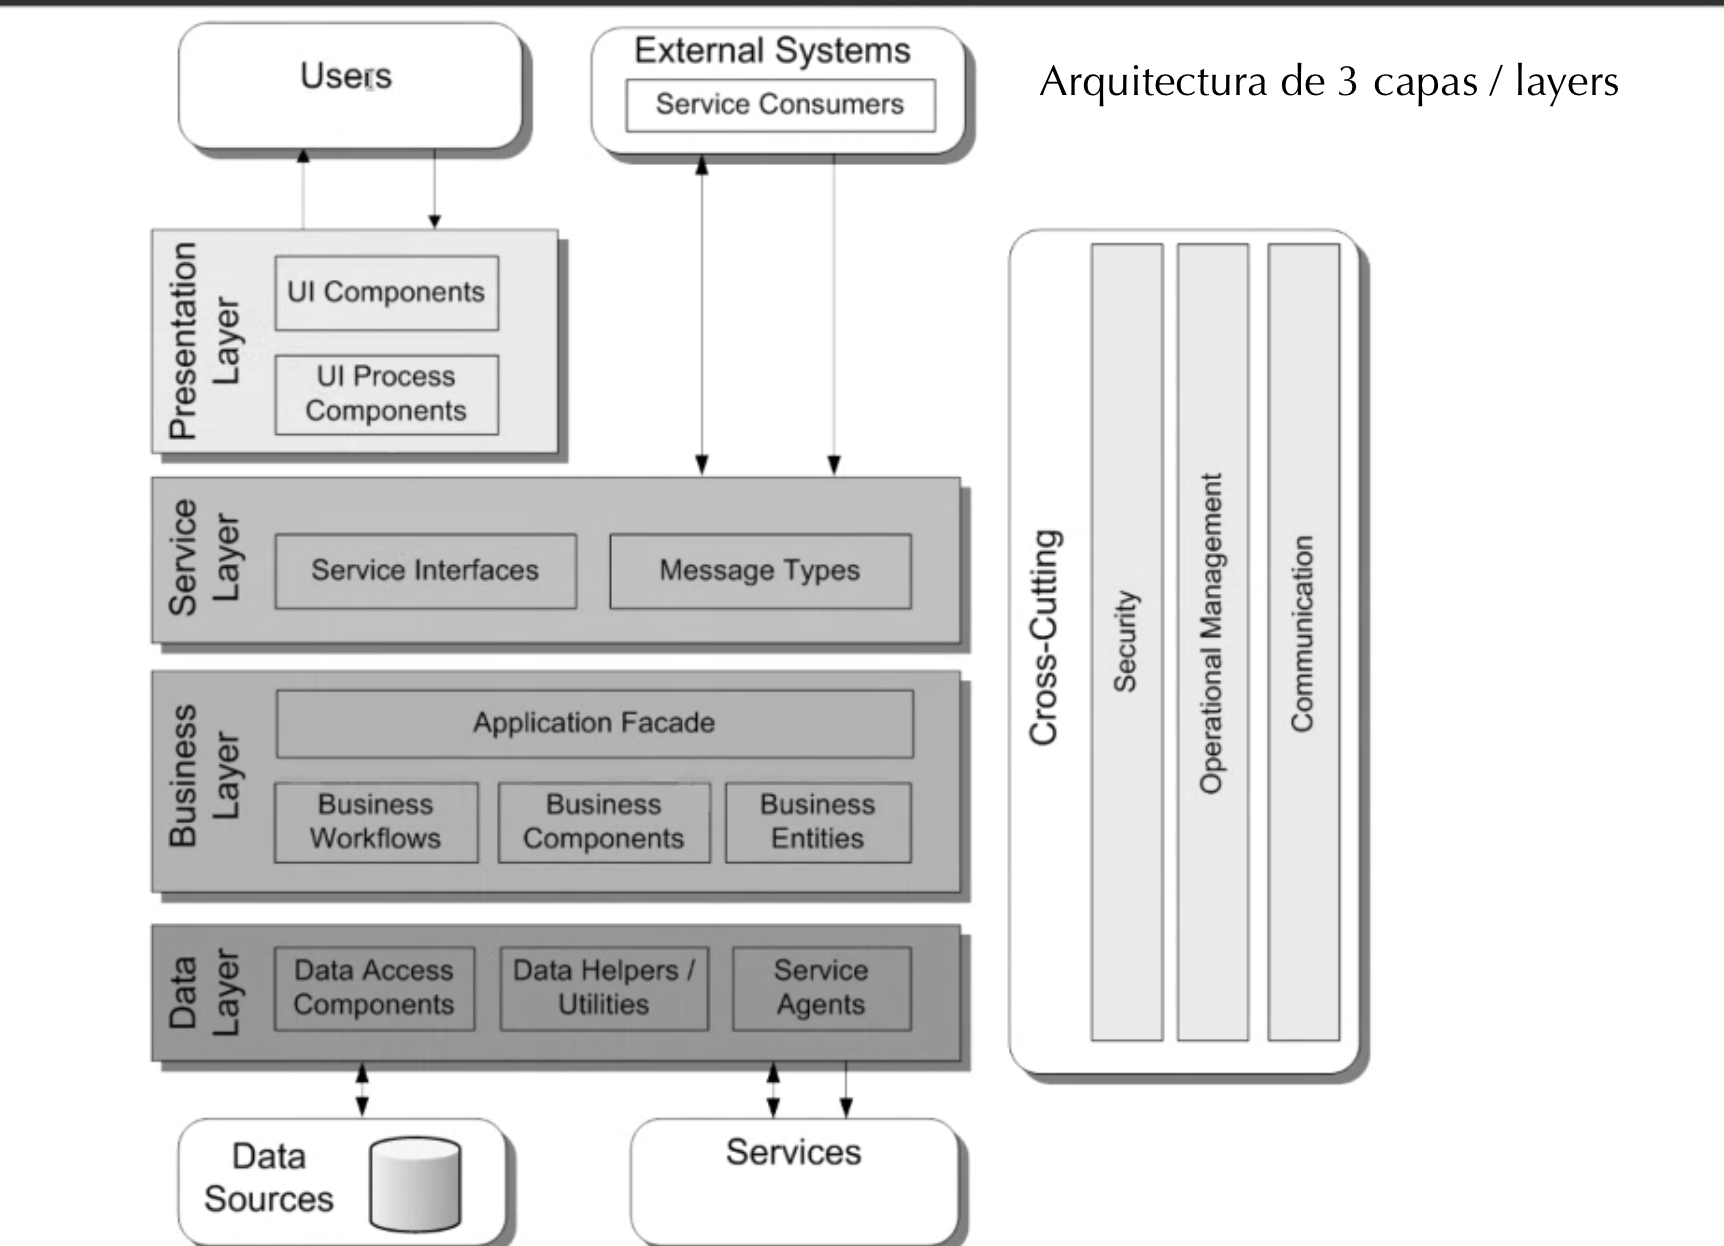 Users
External Systems
Service Consumers
Arquitectura de 3 capas / layers
Presentation
Layer
UI Components
UI Process
Components
Service
Layer
Service Interfaces
Message Types
Business
Layer
Application Facade
Business
Workflows
Business
Components
Business
Entities
Data
Layer
Data Access
Components
Data Helpers /
Utilities
Service
Agents
Data
Sources
Services
Cross-Cutting
Security
Operational Management
Communication